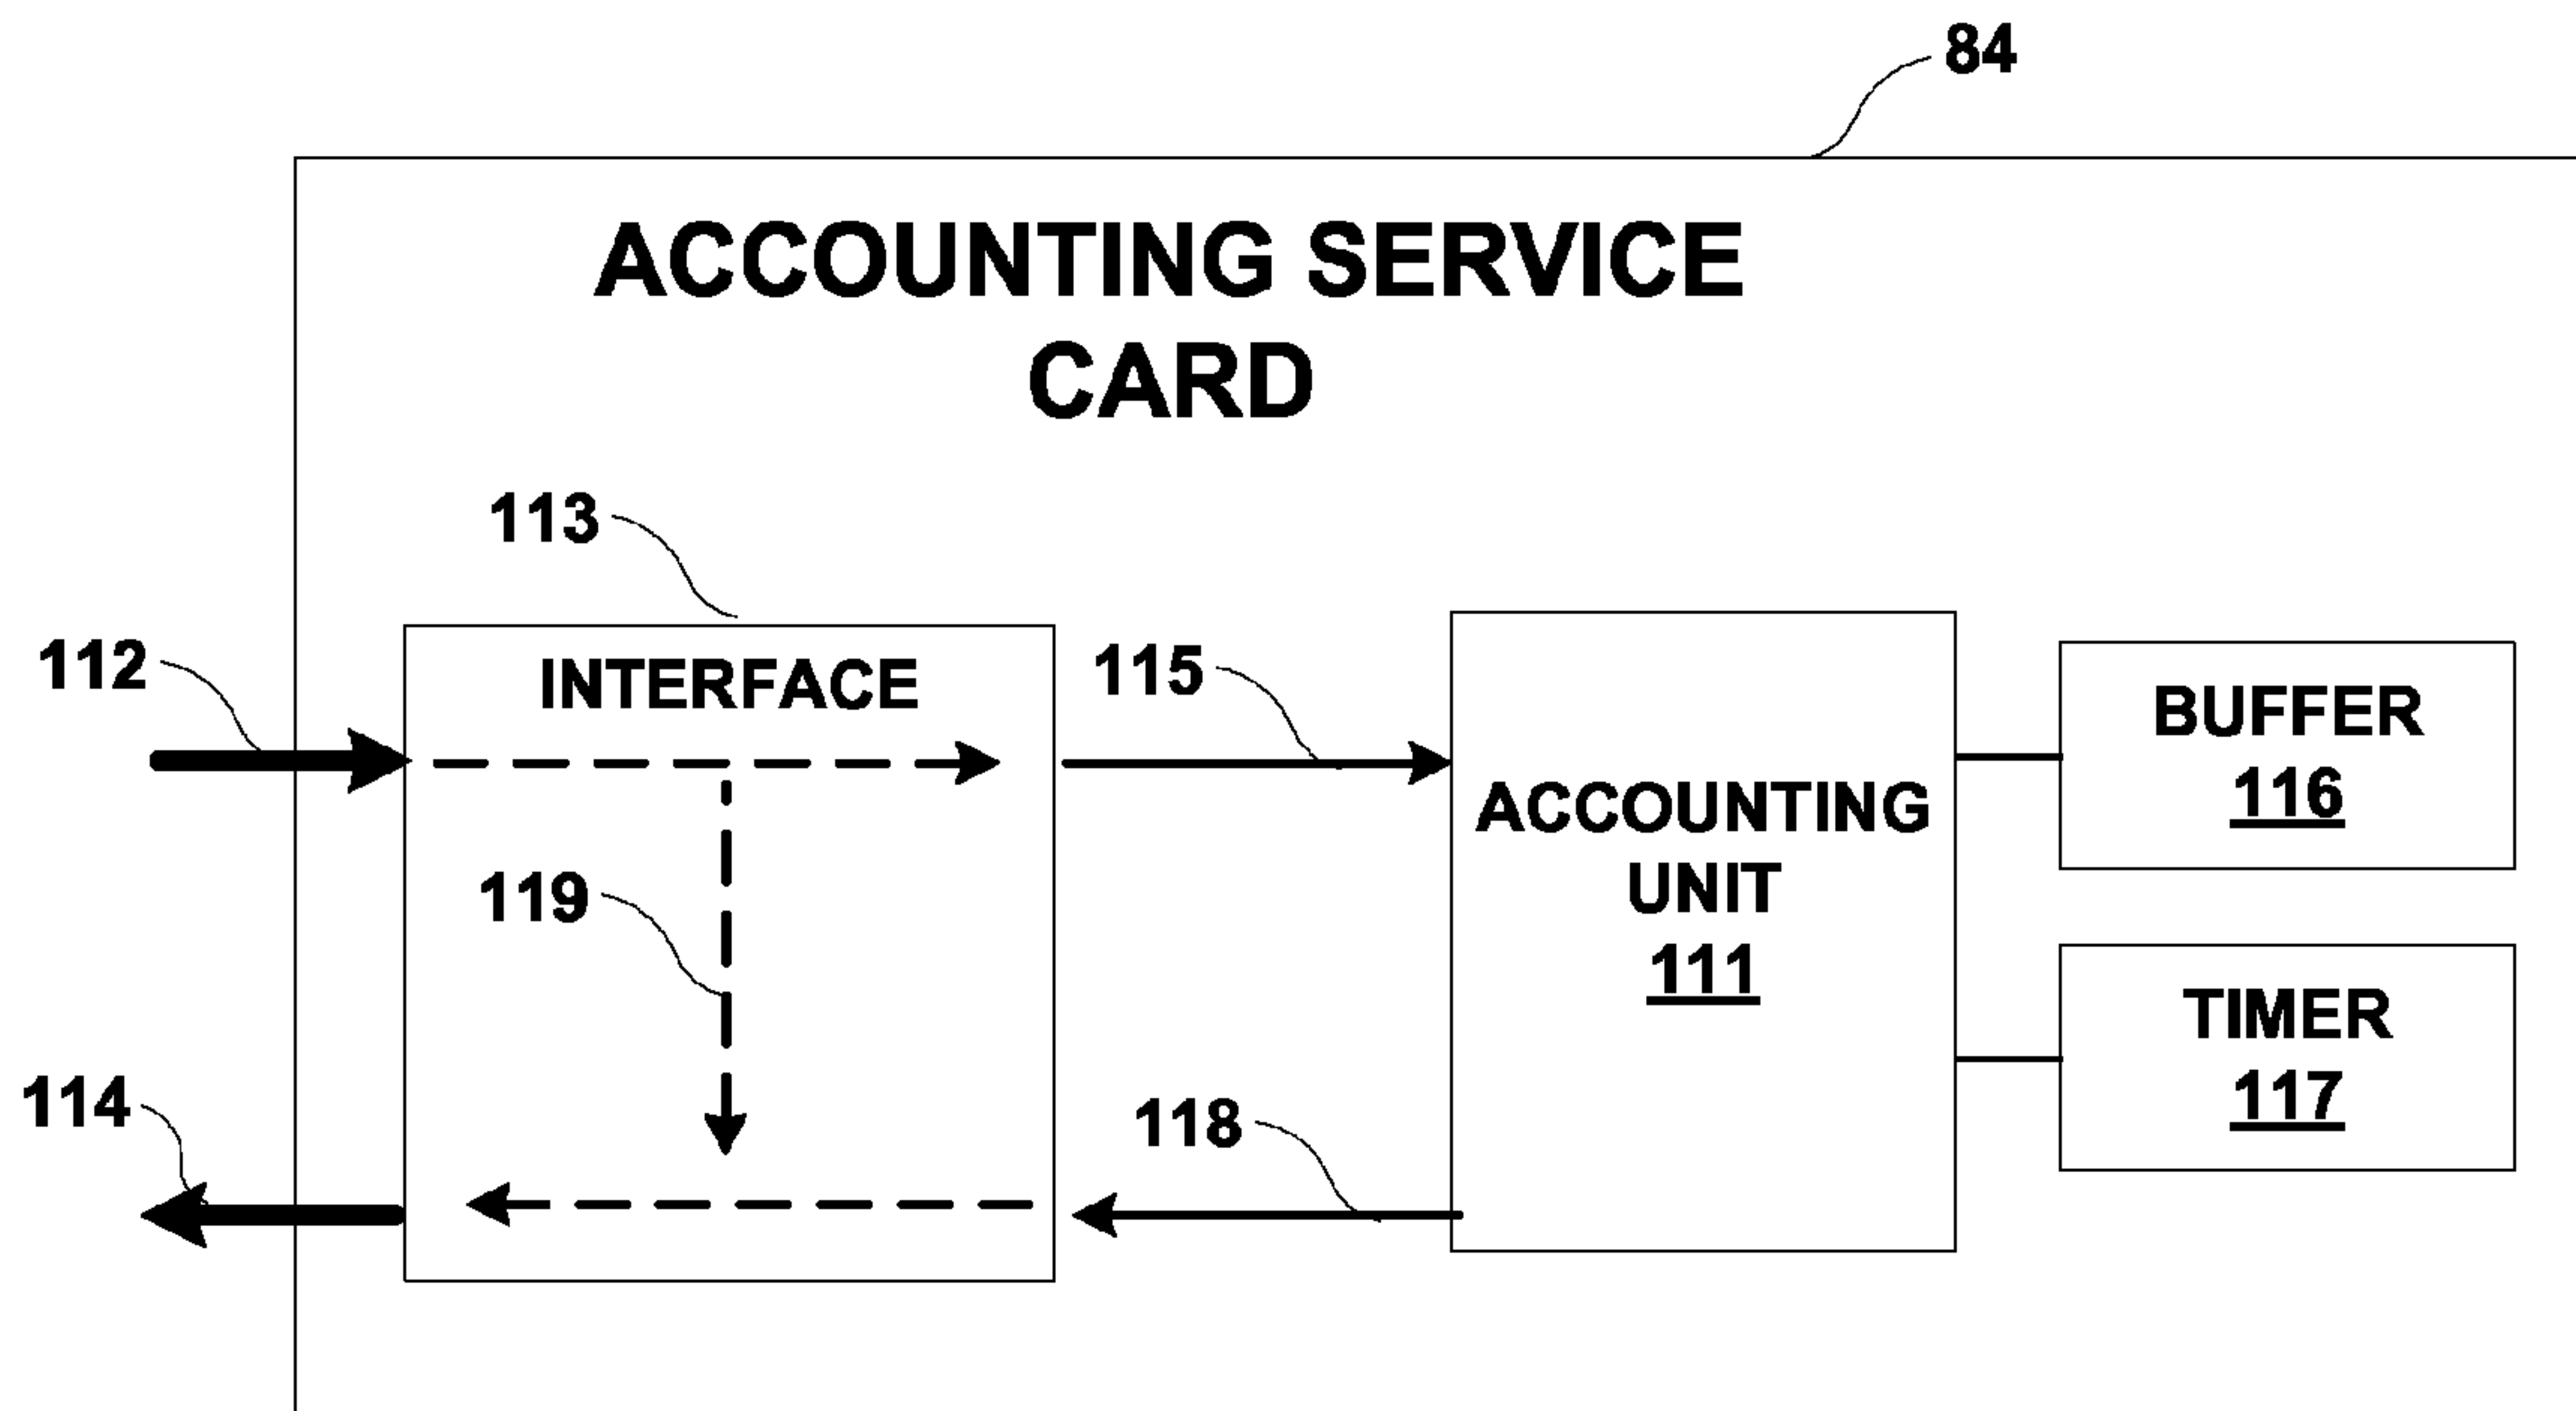 84
ACCOUNTING SERVICE
CARD
113
112
INTERFACE
115
119
114
118
ACCOUNTING
UNIT
111
BUFFER
116
TIMER
117